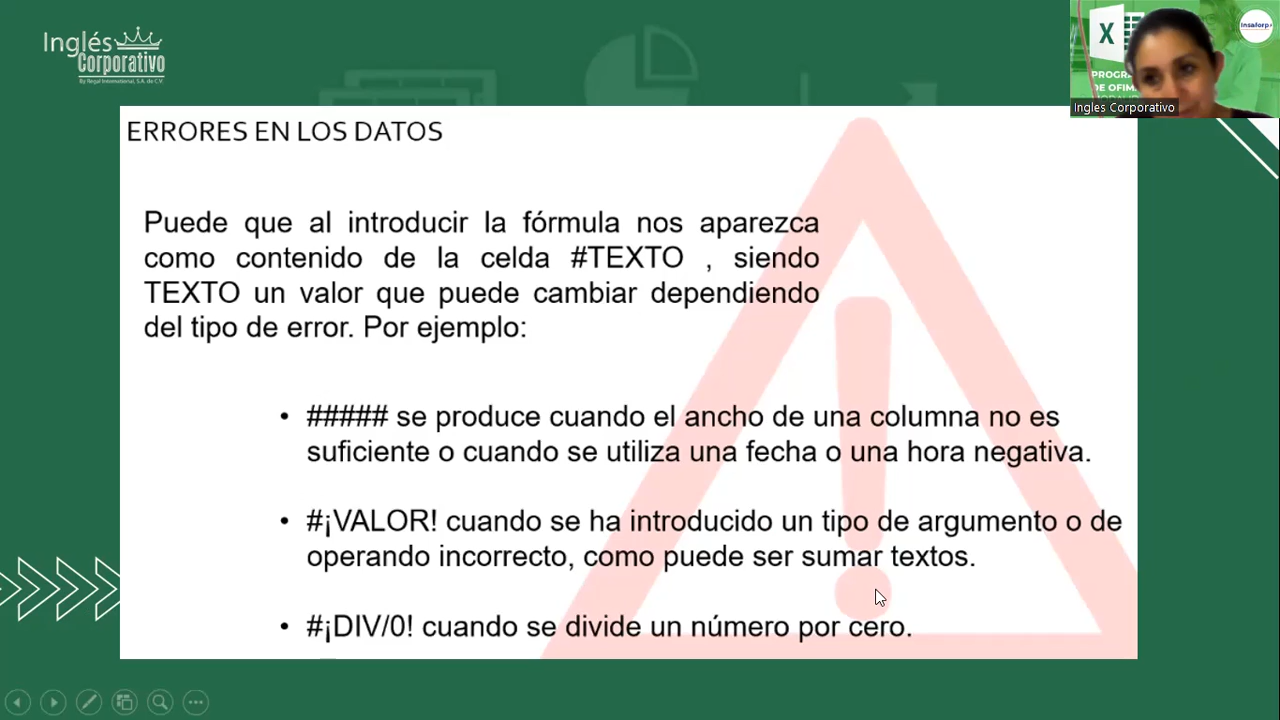 Inglés
Corporativo
By Regal International, S.A. de C.V.
X
Insaforp
PROGR
DE OFIM
Ingles Corporativo
ERRORES EN LOS DATOS
Puede que al introducir la fórmula nos aparezca
como contenido de la celda #TEXTO , siendo
TEXTO un valor que puede cambiar dependiendo
del tipo de error. Por ejemplo:
• ##### se produce cuando el ancho de una columna no es
suficiente o cuando se utiliza una fecha o una hora negativa.
• #¡VALOR! cuando se ha introducido un tipo de argumento o de
operando incorrecto, como puede ser sumar textos.
• #¡DIV/0! cuando se divide un número por cero.